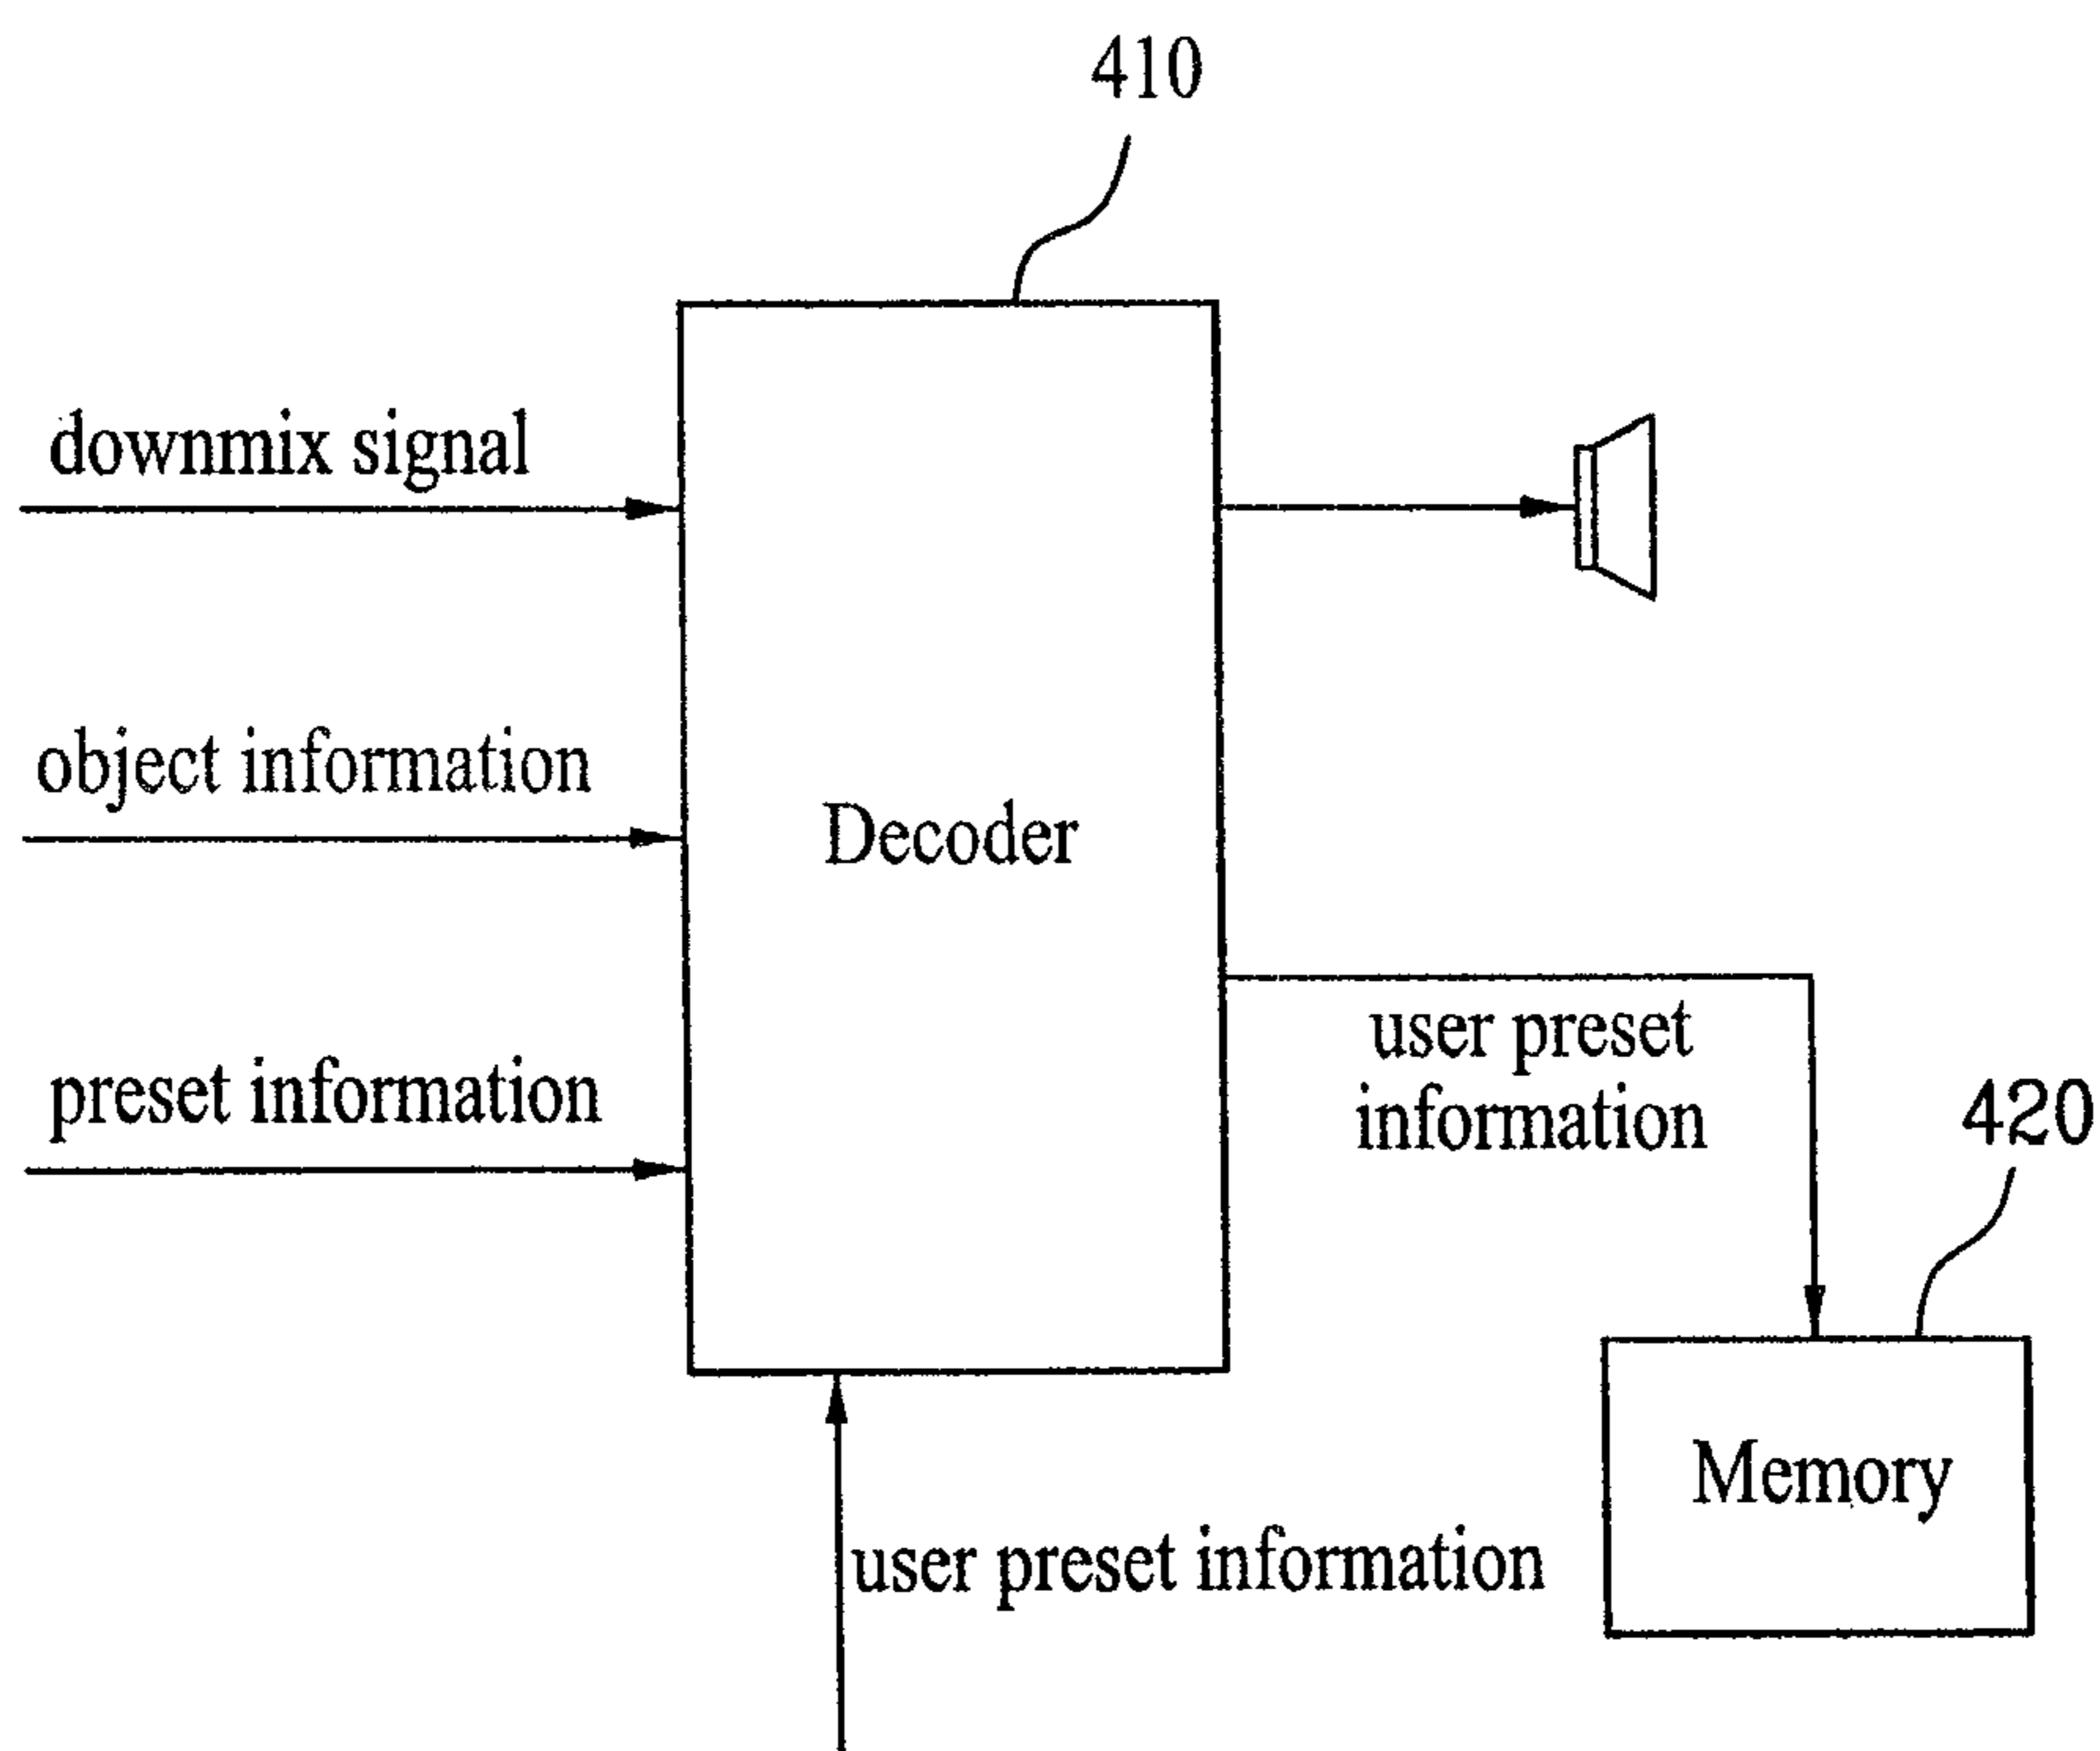 410
downmix signal
object information
Decoder
preset information
user preset
information
420
Memory
user preset information